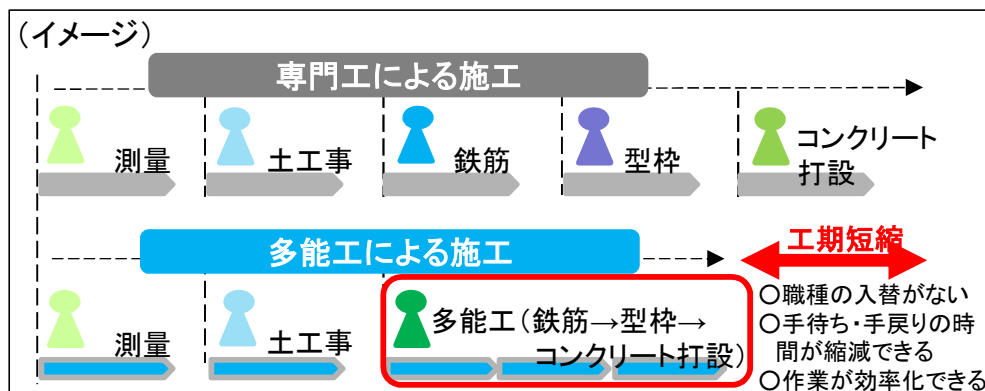 (イメージ)
専門工による施工
測量
土工事
鉄筋
型枠
コンクリート
打設
多能工による施工
工期短縮
測量
土工事
多能工(鉄筋→型枠→
コンクリート打設)
○職種の入替がない
○手待ち・手戻りの時
間が縮減できる
○作業が効率化できる